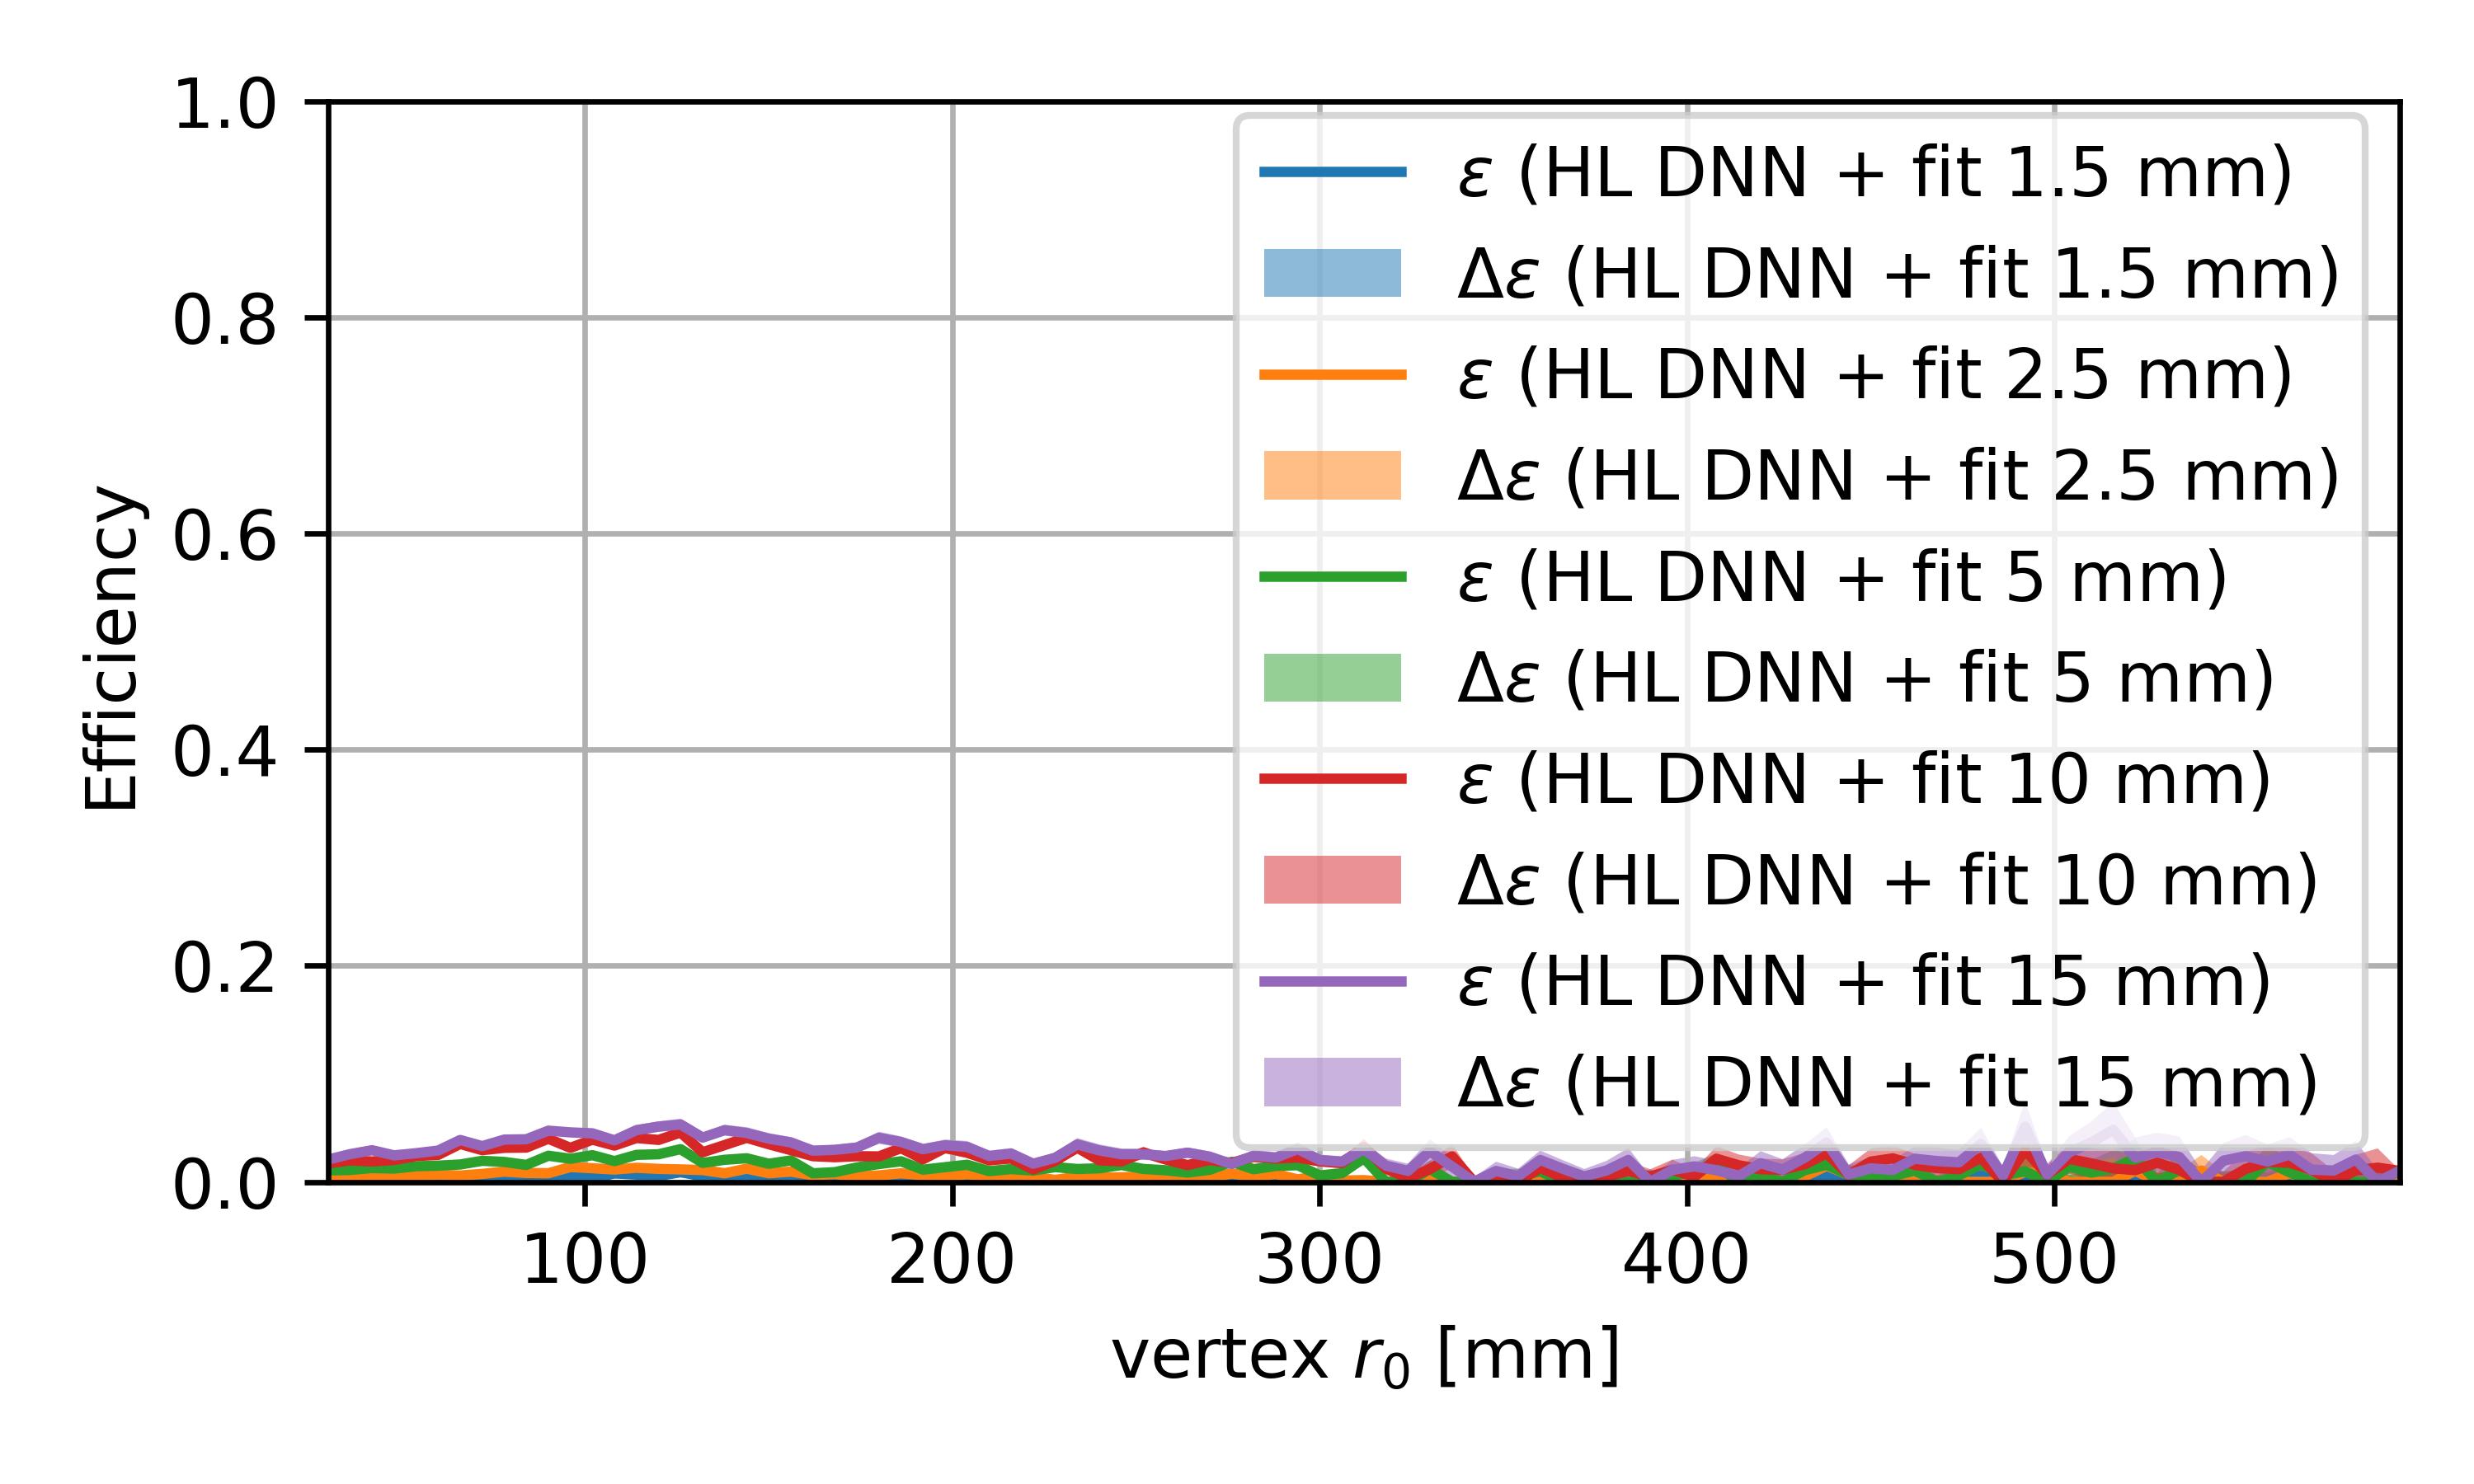 1.0
0.8
0.6
0.4
0.2
0.0
Efficiency
ε (HL DNN + fit 1.5 mm)
Δε (HL DNN + fit 1.5 mm)
ε (HL DNN + fit 2.5 mm)
Δε (HL DNN + fit 2.5 mm)
ε (HL DNN + fit 5 mm)
Δε (HL DNN + fit 5 mm)
ε (HL DNN + fit 10 mm)
Δε (HL DNN + fit 10 mm)
ε (HL DNN + fit 15 mm)
Δε (HL DNN + fit 15 mm)
100 200 300 400 500
vertex r₀ [mm]